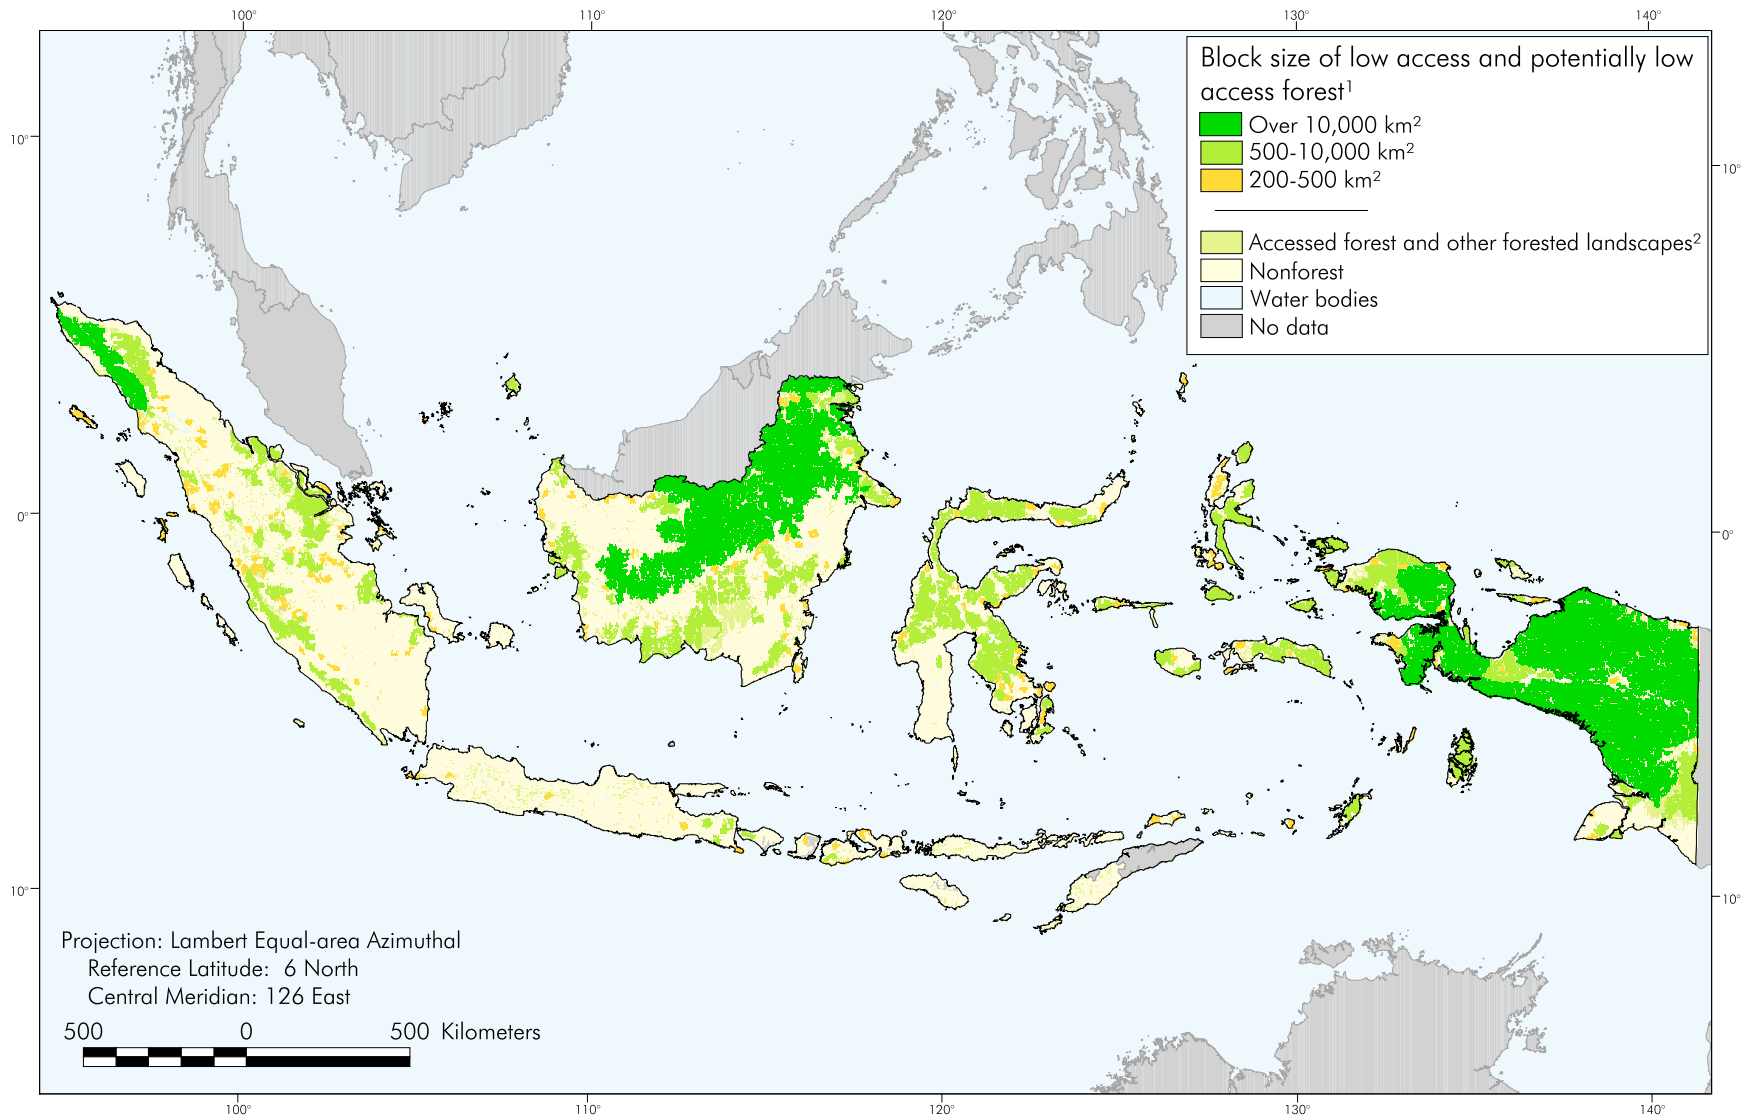 100° 110° 120° 130° 140°
Block size of low access and potentially low
access forest¹
Over 10,000 km²
500-10,000 km²
200-500 km²
Accessed forest and other forested landscapes²
Nonforest
Water bodies
No data
10° 10°
0° 0°
10° 10°
Projection: Lambert Equal-area Azimuthal
Reference Latitude: 6 North
Central Meridian: 126 East
500 0 500 Kilometers
100° 110° 120° 130° 140°